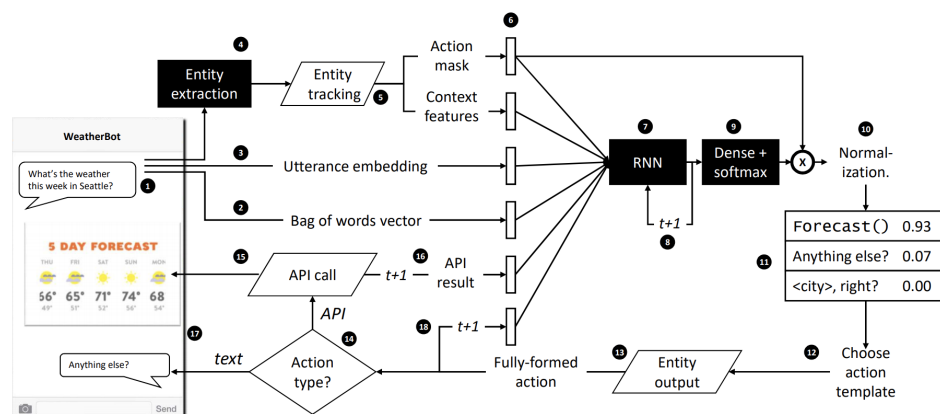 WeatherBot
What's the weather
this week in Seattle?
1
5 DAY FORECAST
THU FRI SAT SUN MON
66° 65° 71° 74° 68
49° 51° 52° 56° 54°
Anything else?
Send
4
Entity
extraction
Entity
tracking
5
Action
mask
Context
features
6
3
Utterance embedding
2
Bag of words vector
7
RNN
t+1
8
9
Dense +
softmax
X
10
Normal-
ization.
11
Forecast() 0.93
Anything else? 0.07
<city>, right? 0.00
12
Choose
action
template
13
Entity
output
Fully-formed
action
14
Action
type?
API
text
15
API call
16
t+1
API
result
17
18
t+1